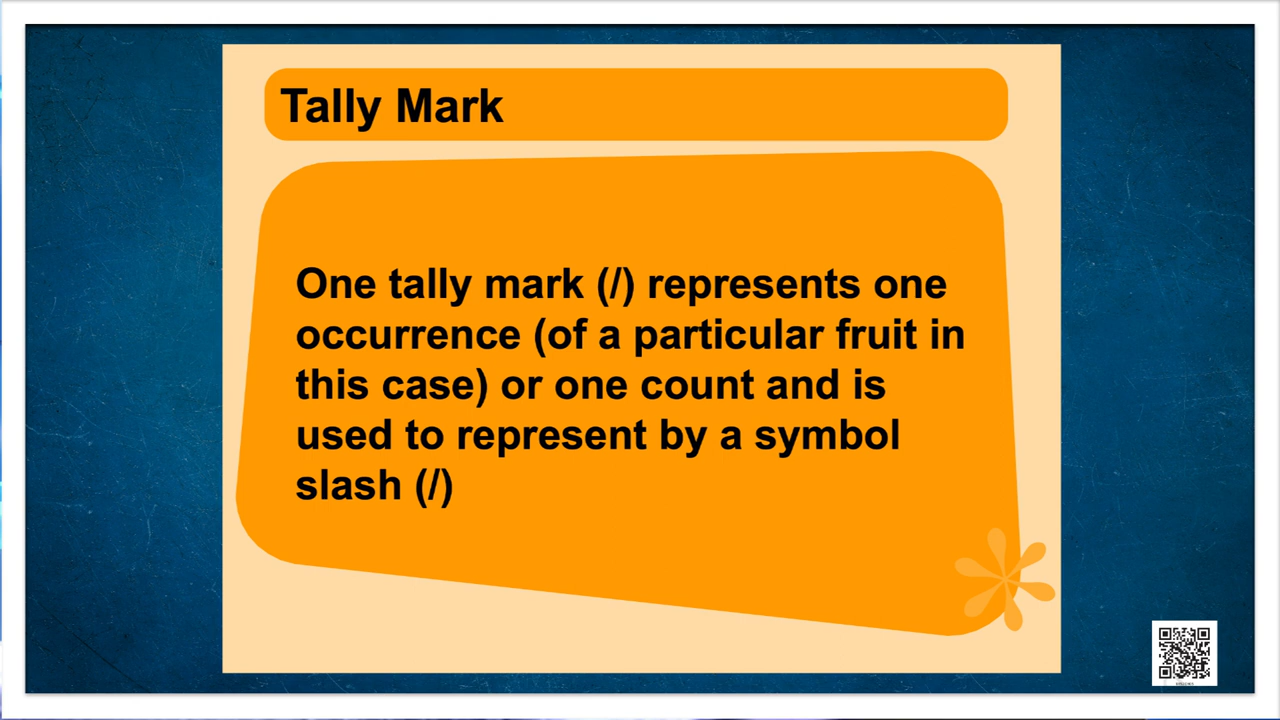 Tally Mark
One tally mark (/) represents one
occurrence (of a particular fruit in
this case) or one count and is
used to represent by a symbol
slash (/)